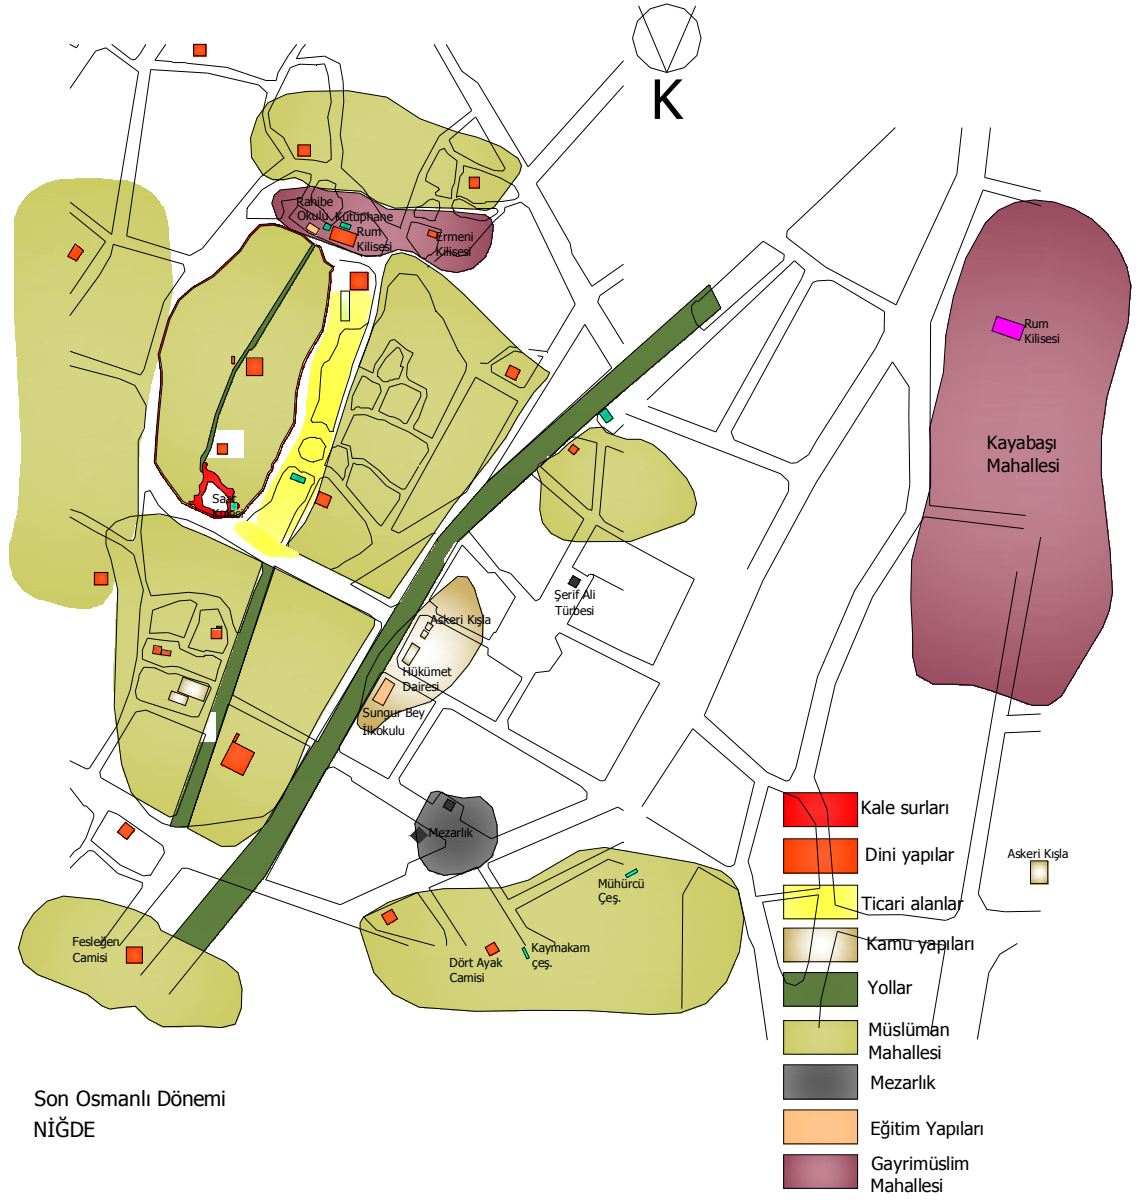 K
Rahibe
Okulu
Kütüphane
Rum
Kilisesi
Ermeni
Kilisesi
Rum
Kilisesi
Kayabaşı
Mahallesi
Saat
Kulesi
Şerif Ali
Türbesi
Askeri Kışla
Hükümet
Dairesi
Sungur Bey
İlkokulu
Mezarlık
Mühürcü
Çeş.
Fesleğen
Camisi
Dört Ayak
Camisi
Kaymakam
çeş.
Askeri Kışla
Kale surları
Dini yapılar
Ticari alanlar
Kamu yapıları
Yollar
Müslüman
Mahallesi
Mezarlık
Eğitim Yapıları
Gayrimüslim
Mahallesi
Son Osmanlı Dönemi
NİĞDE